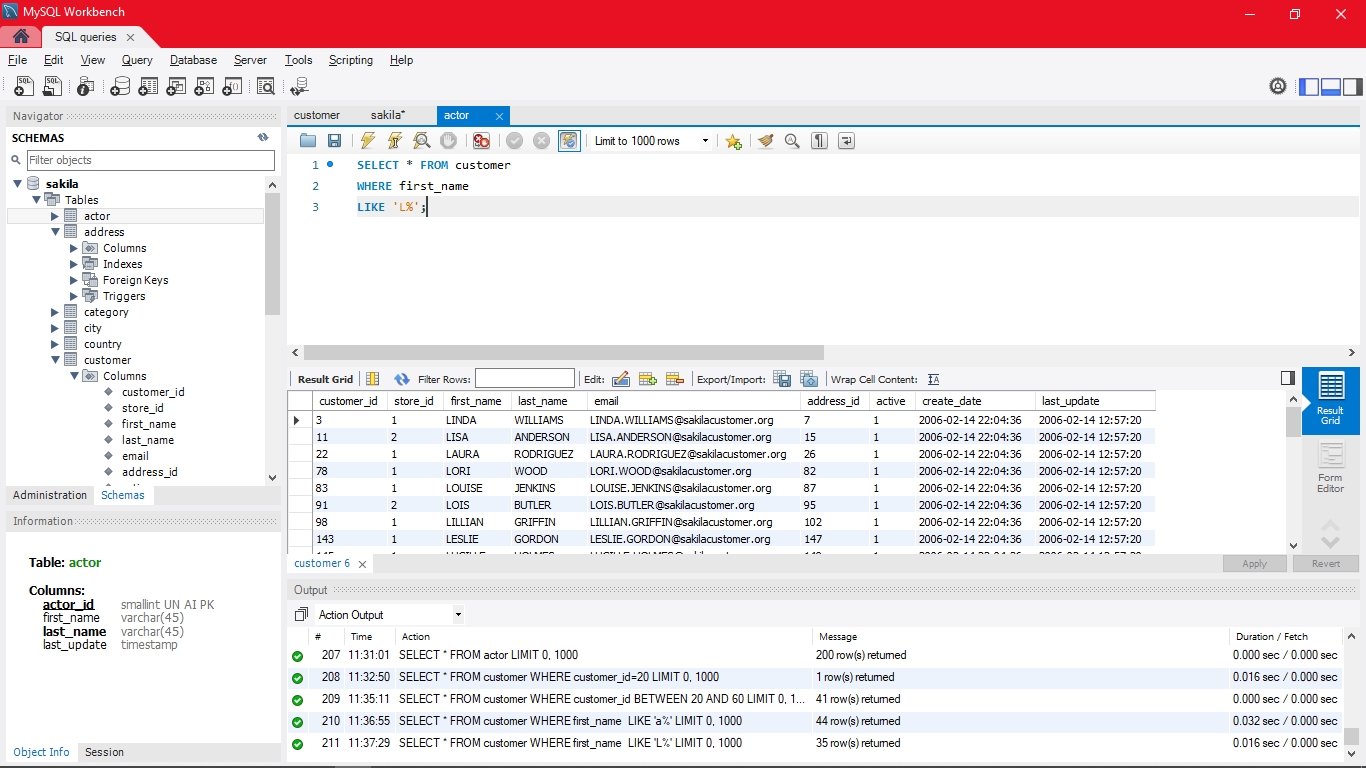 MySQL Workbench
SQL queries
File Edit View Query Database Server Tools Scripting Help
Navigator
SCHEMAS
Filter objects
sakila
Tables
actor
address
Columns
Indexes
Foreign Keys
Triggers
category
city
country
customer
Columns
customer_id
store_id
first_name
last_name
email
address_id
Administration Schemas
Information
Table: actor
Columns:
actor_id smallint UN AI PK
first_name varchar(45)
last_name varchar(45)
last_update timestamp
Object Info Session
customer sakila* actor
Limit to 1000 rows
1 SELECT * FROM customer
2 WHERE first_name
3 LIKE 'L%';
Result Grid Filter Rows: Edit: Export/Import: Wrap Cell Content:
customer_id store_id first_name last_name email address_id active create_date last_update
3 1 LINDA WILLIAMS LINDA.WILLIAMS@sakilacustomer.org 7 1 2006-02-14 22:04:36 2006-02-14 12:57:20
11 2 LISA ANDERSON LISA.ANDERSON@sakilacustomer.org 15 1 2006-02-14 22:04:36 2006-02-14 12:57:20
22 1 LAURA RODRIGUEZ LAURA.RODRIGUEZ@sakilacustomer.org 26 1 2006-02-14 22:04:36 2006-02-14 12:57:20
78 1 LORI WOOD LORI.WOOD@sakilacustomer.org 82 1 2006-02-14 22:04:36 2006-02-14 12:57:20
83 1 LOUISE JENKINS LOUISE.JENKINS@sakilacustomer.org 87 1 2006-02-14 22:04:36 2006-02-14 12:57:20
91 2 LOIS BUTLER LOIS.BUTLER@sakilacustomer.org 95 1 2006-02-14 22:04:36 2006-02-14 12:57:20
98 1 LILLIAN GRIFFIN LILLIAN.GRIFFIN@sakilacustomer.org 102 1 2006-02-14 22:04:36 2006-02-14 12:57:20
143 1 LESLIE GORDON LESLIE.GORDON@sakilacustomer.org 147 1 2006-02-14 22:04:36 2006-02-14 12:57:20
Result Grid
Form Editor
customer 6
Apply Revert
Output
Action Output
# Time Action Message Duration / Fetch
207 11:31:01 SELECT * FROM actor LIMIT 0, 1000 200 row(s) returned 0.000 sec / 0.000 sec
208 11:32:50 SELECT * FROM customer WHERE customer_id=20 LIMIT 0, 1000 1 row(s) returned 0.016 sec / 0.000 sec
209 11:35:11 SELECT * FROM customer WHERE customer_id BETWEEN 20 AND 60 LIMIT 0, 1... 41 row(s) returned 0.000 sec / 0.000 sec
210 11:36:55 SELECT * FROM customer WHERE first_name LIKE 'a%' LIMIT 0, 1000 44 row(s) returned 0.032 sec / 0.000 sec
211 11:37:29 SELECT * FROM customer WHERE first_name LIKE 'L%' LIMIT 0, 1000 35 row(s) returned 0.016 sec / 0.000 sec